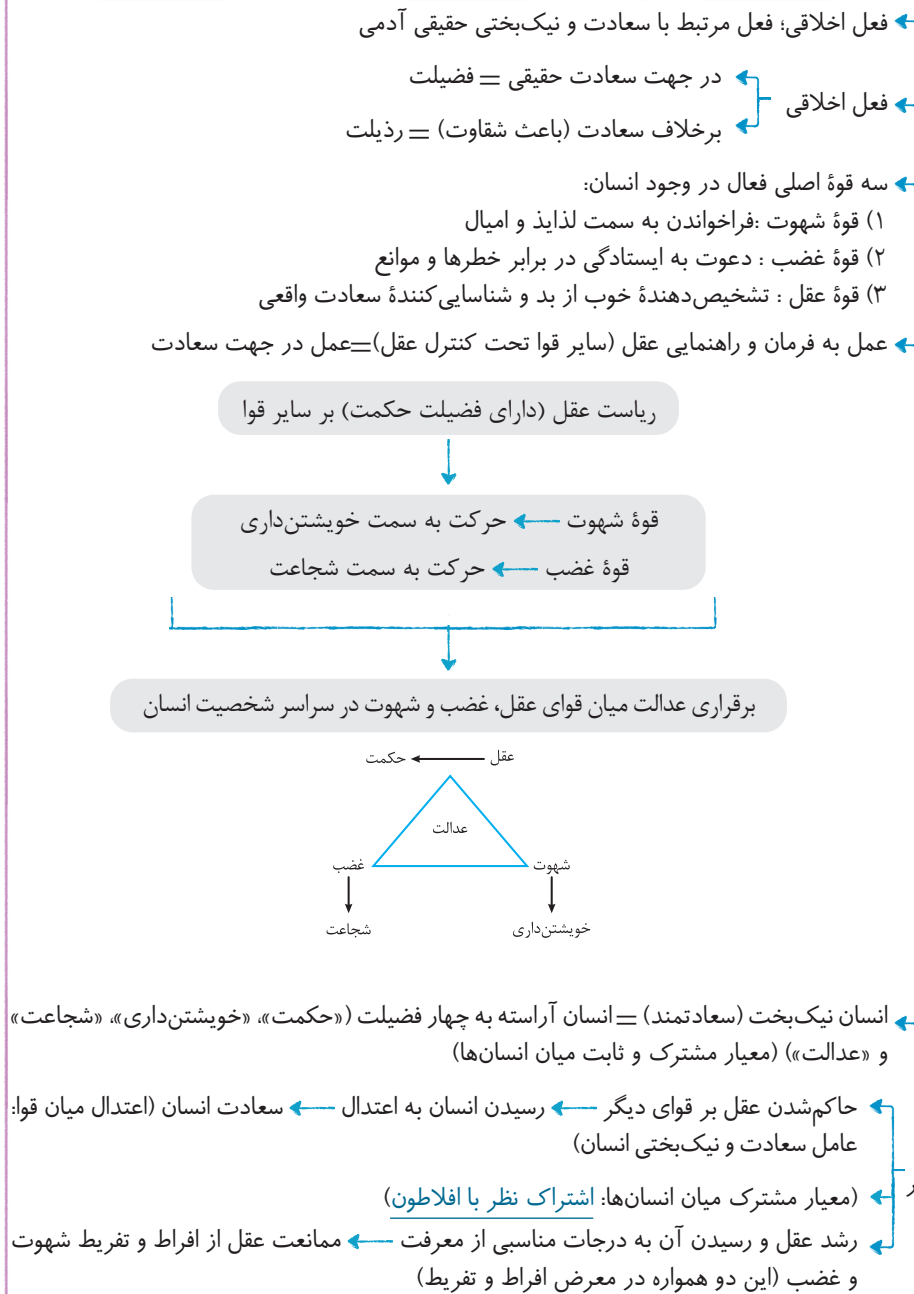 فعل اخلاقی؛ فعل مرتبط با سعادت و نیک‌بختی حقیقی آدمی
در جهت سعادت حقیقی = فضیلت
فعل اخلاقی
برخلاف سعادت (باعث شقاوت) = رذیلت
سه قوهٔ اصلی فعال در وجود انسان:
۱) قوهٔ شهوت :فراخواندن به سمت لذایذ و امیال
۲) قوهٔ غضب : دعوت به ایستادگی در برابر خطرها و موانع
۳) قوهٔ عقل : تشخیص‌دهندهٔ خوب از بد و شناسایی‌کنندهٔ سعادت واقعی
عمل به فرمان و راهنمایی عقل (سایر قوا تحت کنترل عقل)=عمل در جهت سعادت
ریاست عقل (دارای فضیلت حکمت) بر سایر قوا
قوهٔ شهوت ← حرکت به سمت خویشتن‌داری
قوهٔ غضب ← حرکت به سمت شجاعت
برقراری عدالت میان قوای عقل، غضب و شهوت در سراسر شخصیت انسان
عقل ← حکمت
عدالت
شهوت غضب
خویشتن‌داری شجاعت
انسان نیک‌بخت (سعادتمند) = انسان آراسته به چهار فضیلت («حکمت»، «خویشتن‌داری»، «شجاعت»
و «عدالت») (معیار مشترک و ثابت میان انسان‌ها)
حاکم‌شدن عقل بر قوای دیگر ← رسیدن انسان به اعتدال ← سعادت انسان (اعتدال میان قوا:
عامل سعادت و نیک‌بختی انسان)
(معیار مشترک میان انسان‌ها: اشتراک نظر با افلاطون)
رشد عقل و رسیدن آن به درجات مناسبی از معرفت ← ممانعت عقل از افراط و تفریط شهوت
و غضب (این دو همواره در معرض افراط و تفریط)